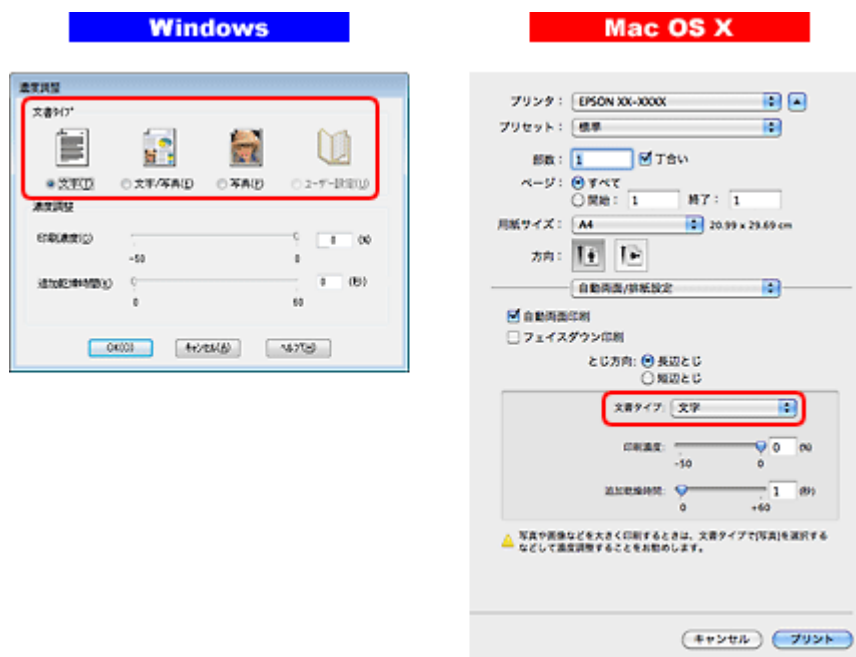 Windows
濃度調整
文書タイプ
文字(T)
文字/写真(E)
写真(P)
ユーザー設定(U)
濃度調整
印刷濃度(C)
0 (%)
-50 0
追加乾燥時間(K)
0 (秒)
0 60
OK(O)
キャンセル(A)
ヘルプ(H)
Mac OS X
プリンタ： EPSON XX-XXXX
プリセット： 標準
部数： 1 丁合い
ページ： すべて
開始： 1 終了： 1
用紙サイズ： A4 20.99 x 29.69 cm
方向：
自動両面/排紙設定
自動両面印刷
フェイスダウン印刷
とじ方向: 長辺とじ
短辺とじ
文書タイプ: 文字
印刷濃度: 0 (%)
-50 0
追加乾燥時間: 1 (秒)
0 +60
写真や画像などを大きく印刷するときは、文書タイプで[写真]を選択する
などして濃度調整することをお勧めします。
キャンセル プリント